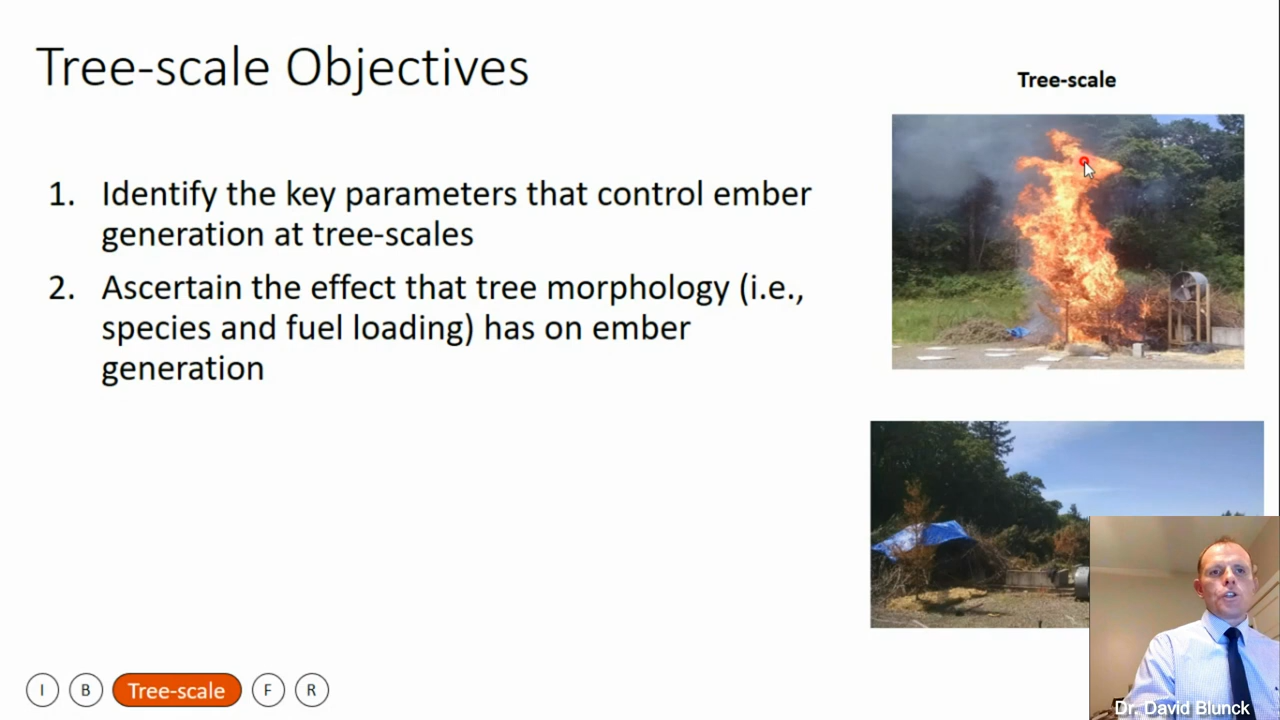 Tree-scale Objectives
Tree-scale
1. Identify the key parameters that control ember
generation at tree-scales
2. Ascertain the effect that tree morphology (i.e.,
species and fuel loading) has on ember
generation
I B Tree-scale F R
Dr. David Blunck